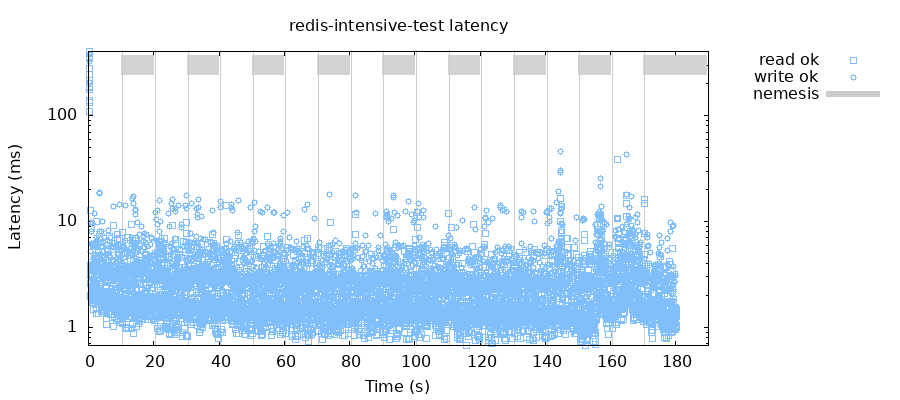 redis-intensive-test latency
read ok
write ok
nemesis
Latency (ms)
100
10
1
0 20 40 60 80 100 120 140 160 180
Time (s)